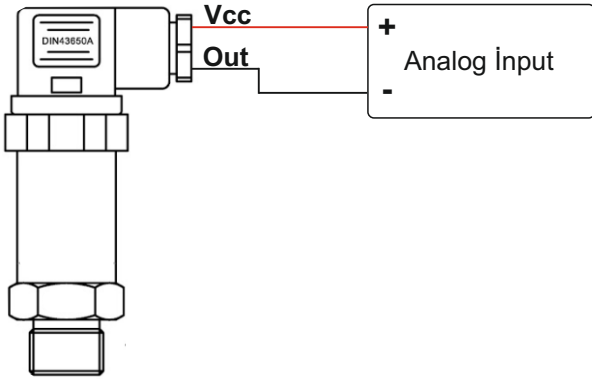 DIN43650A
Vcc
Out
+
Analog İnput
-